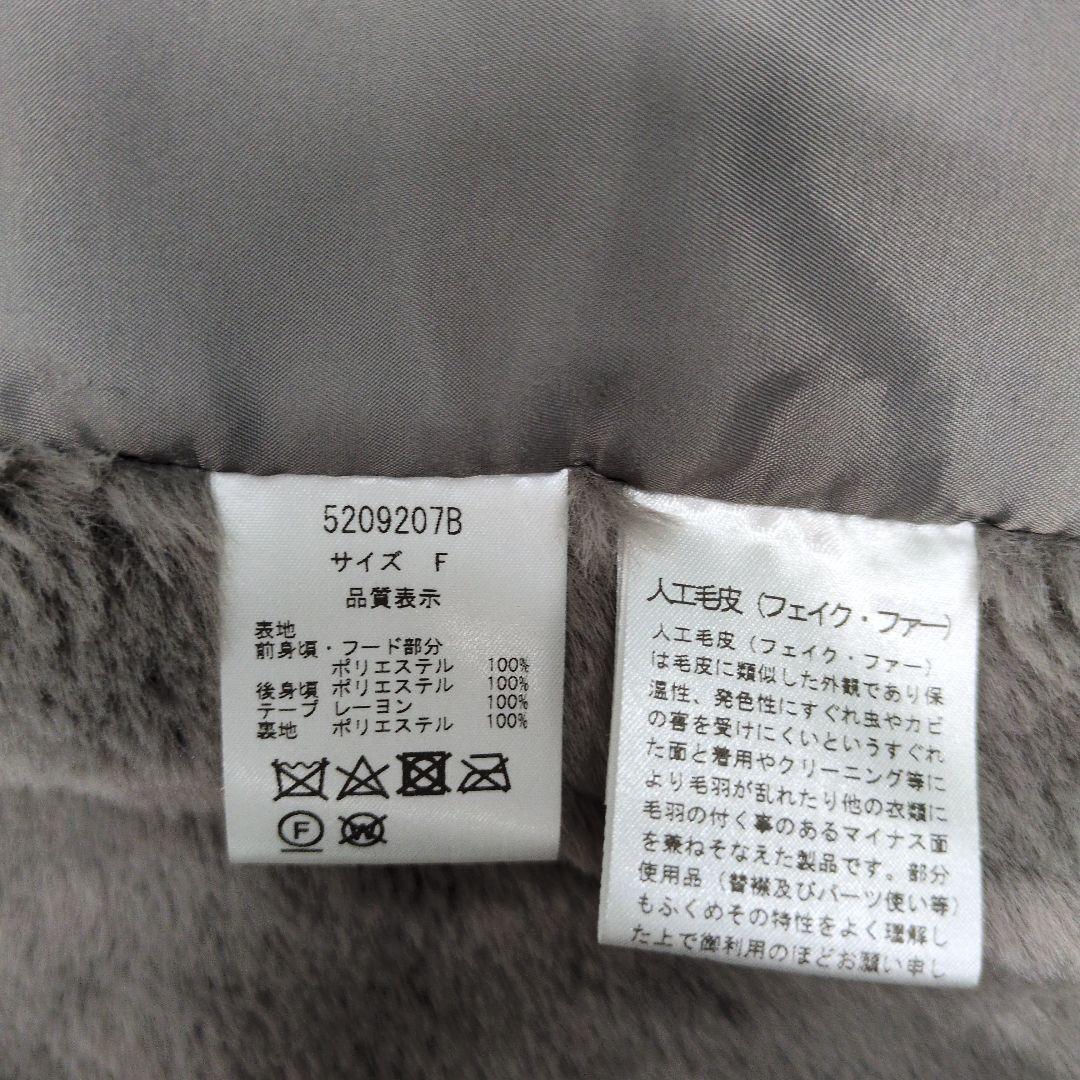 5209207B
サイズ F
品質表示
表地
前身頃・フード部分
ポリエステル 100%
後身頃 ポリエステル 100%
テープ レーヨン 100%
裏地 ポリエステル 100%
F
W
人工毛皮(フェイク・ファー)
人工毛皮(フェイク・ファー)
は毛皮に類似した外観であり保
温性、発色性にすぐれ虫やカビ
の害を受けにくいというすぐれ
た面と着用やクリーニング等に
より毛羽が乱れたり他の衣類に
毛羽の付く事のあるマイナス面
を兼ねそなえた製品です。部分
使用品(替襟及びパーツ使い等)
もふくめその特性をよく理解し
た上で御利用のほどお願い申し